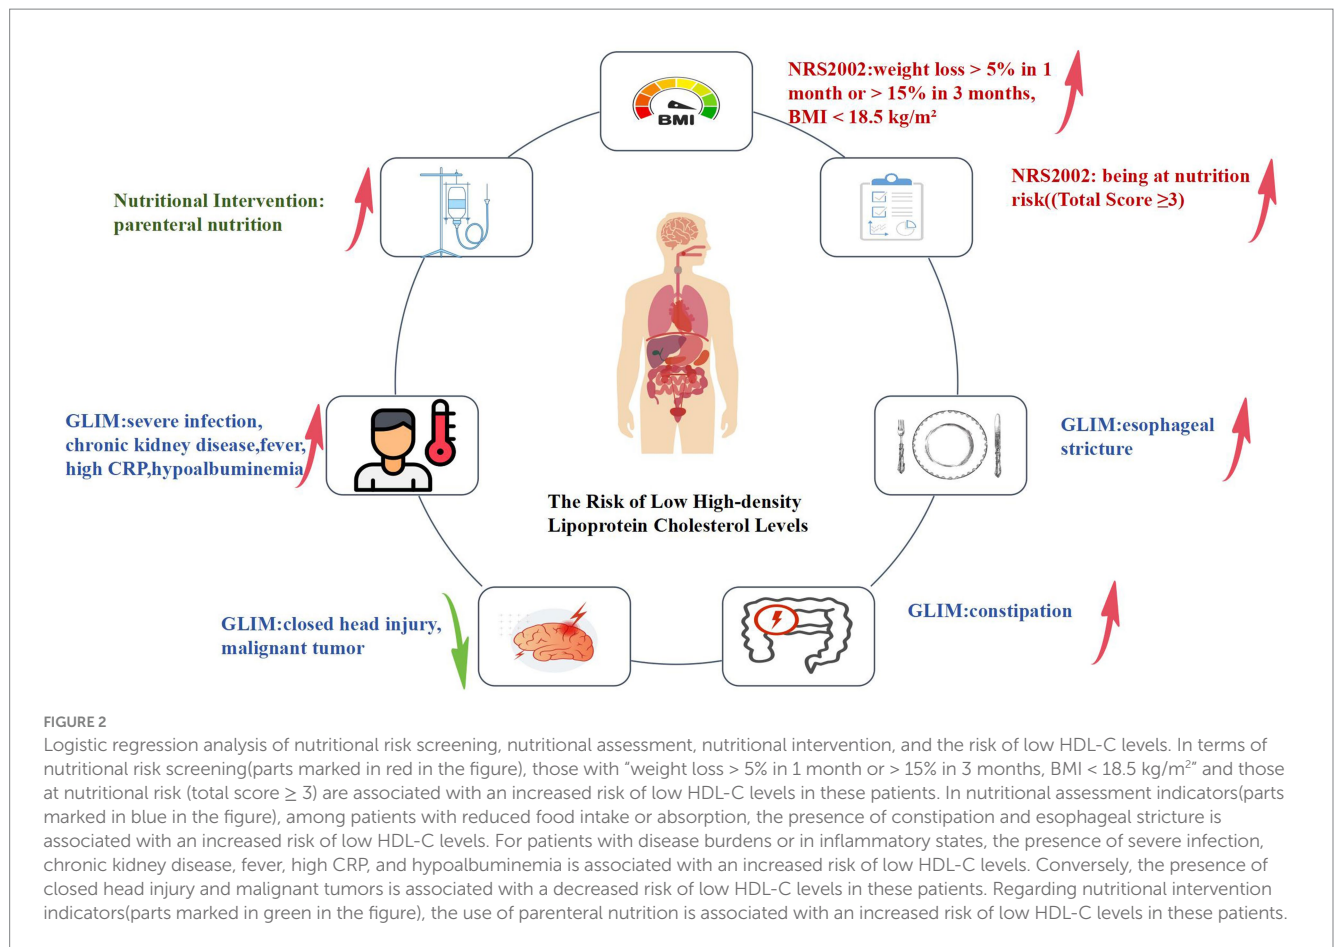 NRS2002:weight loss > 5% in 1
month or > 15% in 3 months,
BMI < 18.5 kg/m²
BMI
Nutritional Intervention:
parenteral nutrition
NRS2002: being at nutrition
risk((Total Score ≥3)
GLIM:severe infection,
chronic kidney disease,fever,
high CRP,hypoalbuminemia
GLIM:esophageal
stricture
The Risk of Low High-density
Lipoprotein Cholesterol Levels
GLIM:closed head injury,
malignant tumor
GLIM:constipation
FIGURE 2
Logistic regression analysis of nutritional risk screening, nutritional assessment, nutritional intervention, and the risk of low HDL-C levels. In terms of
nutritional risk screening(parts marked in red in the figure), those with “weight loss > 5% in 1 month or > 15% in 3 months, BMI < 18.5 kg/m²” and those
at nutritional risk (total score ≥ 3) are associated with an increased risk of low HDL-C levels in these patients. In nutritional assessment indicators(parts
marked in blue in the figure), among patients with reduced food intake or absorption, the presence of constipation and esophageal stricture is
associated with an increased risk of low HDL-C levels. For patients with disease burdens or in inflammatory states, the presence of severe infection,
chronic kidney disease, fever, high CRP, and hypoalbuminemia is associated with an increased risk of low HDL-C levels. Conversely, the presence of
closed head injury and malignant tumors is associated with a decreased risk of low HDL-C levels in these patients. Regarding nutritional intervention
indicators(parts marked in green in the figure), the use of parenteral nutrition is associated with an increased risk of low HDL-C levels in these patients.